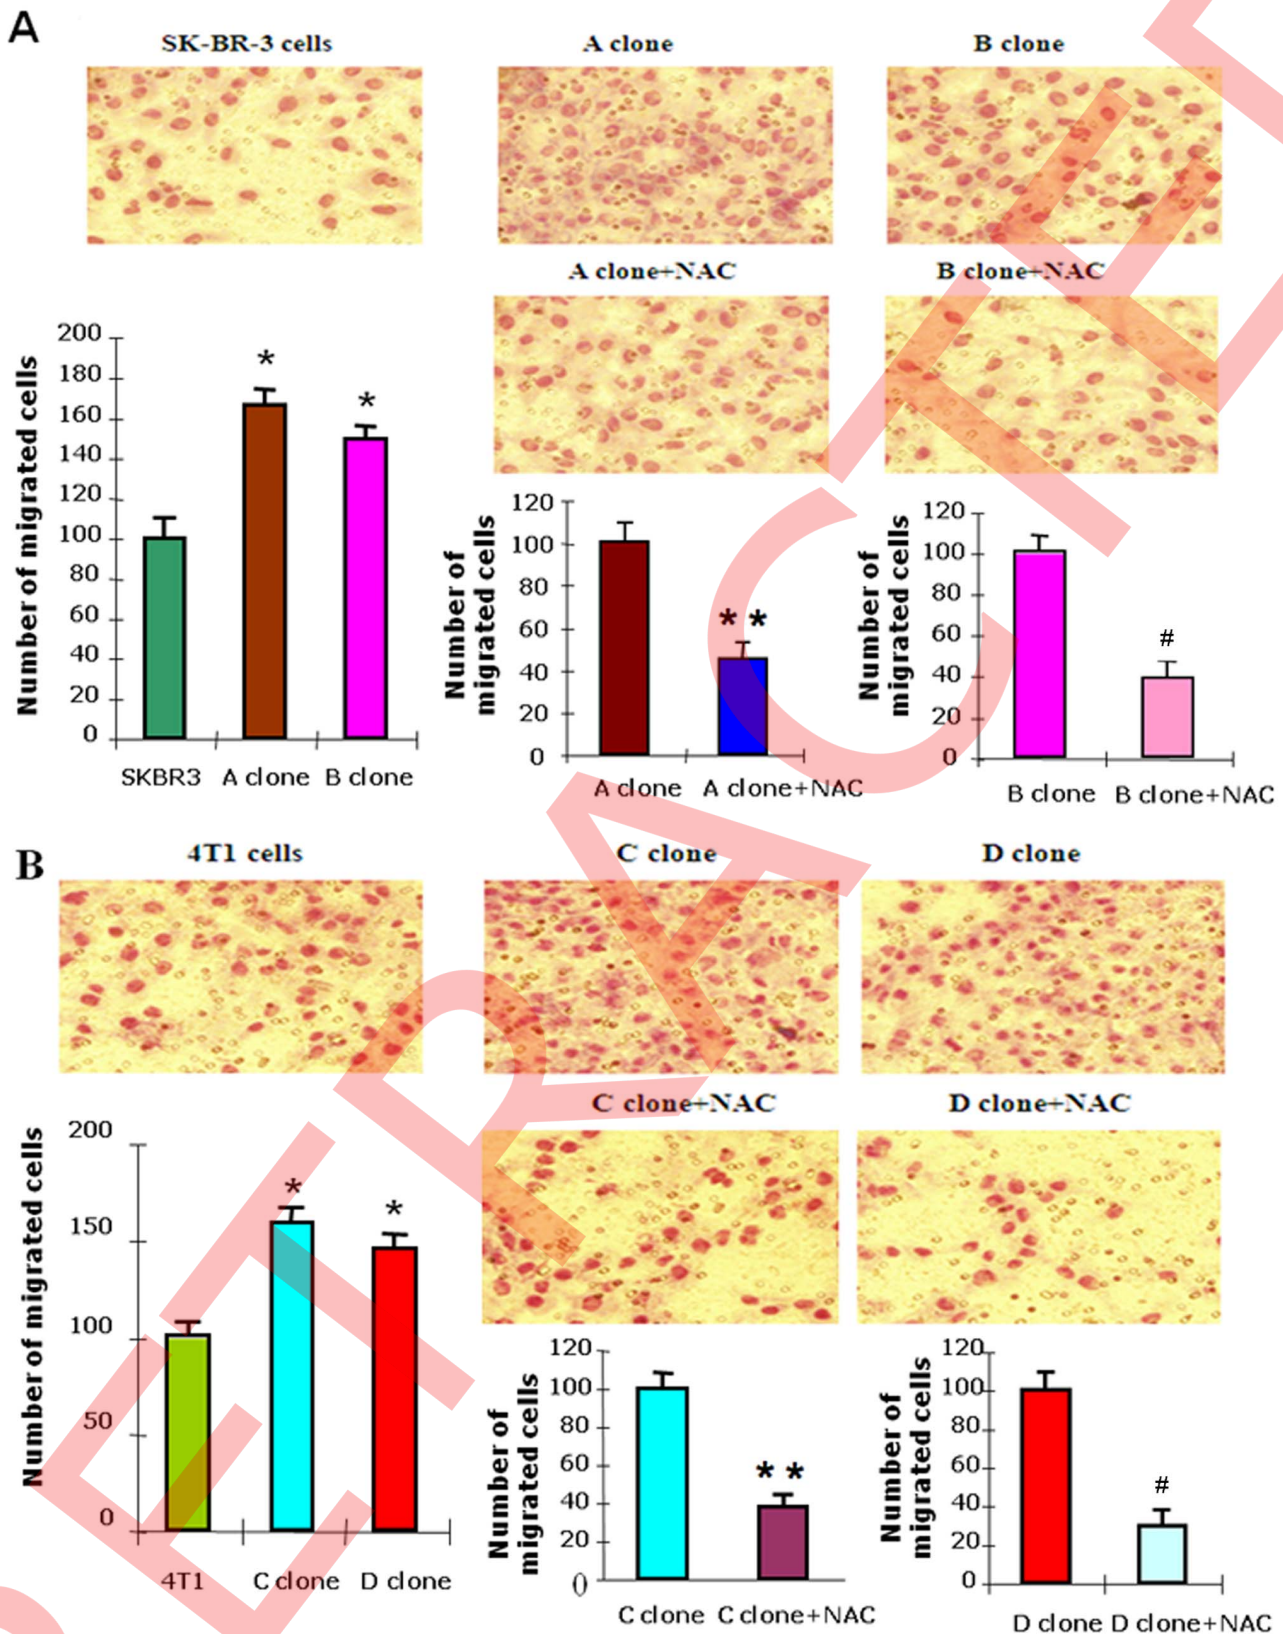 A
SK-BR-3 cells
A clone
B clone
A clone+NAC
B clone+NAC
Number of migrated cells
200
180
160
140
120
100
80
60
40
20
0
*
*
SKBR3 A clone B clone
Number of
migrated cells
120
100
80
60
40
20
0
* *
A clone A clone+NAC
Number of
migrated cells
120
100
80
60
40
20
0
#
B clone B clone+NAC
B
4T1 cells
C clone
D clone
C clone+NAC
D clone+NAC
Number of migrated cells
200
150
100
50
0
*
*
4T1 C clone D clone
Number of
migrated cells
120
100
80
60
40
20
0
* *
C clone C clone+NAC
Number of
migrated cells
120
100
80
60
40
20
0
#
D clone D clone+NAC
RETRACTED